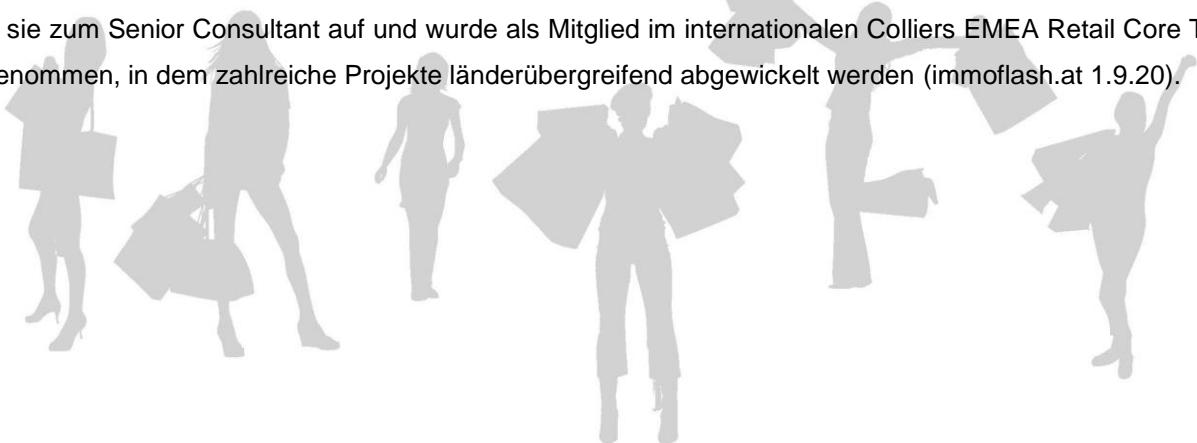 sie zum Senior Consultant auf und wurde als Mitglied im internationalen Colliers EMEA Retail Core T
enommen, in dem zahlreiche Projekte länderübergreifend abgewickelt werden (immoflash.at 1.9.20).